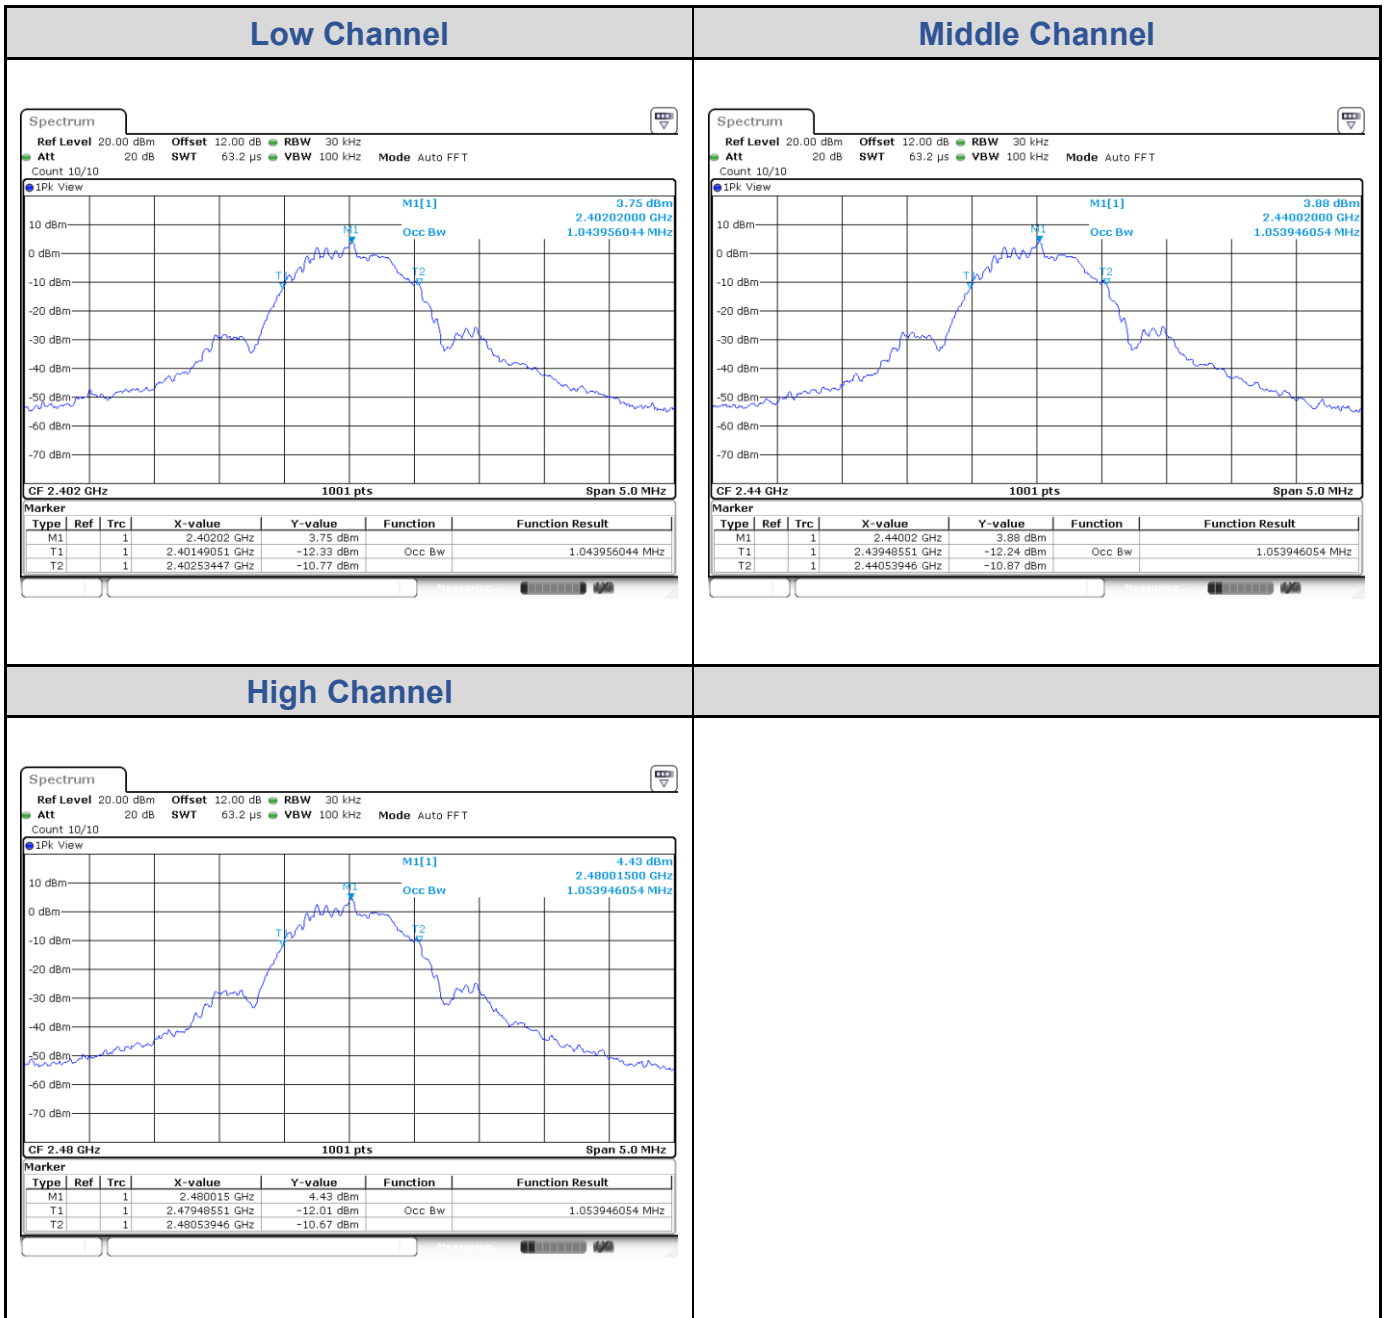 Low Channel
Middle Channel
Spectrum
Ref Level 20.00 dBm Offset 12.00 dB RBW 30 kHz
Att 20 dB SWT 63.2 µs VBW 100 kHz Mode Auto FFT
Count 10/10
1Pk View
M1[1] 3.75 dBm
2.40202000 GHz
Occ Bw 1.043956044 MHz
10 dBm
0 dBm
-10 dBm
-20 dBm
-30 dBm
-40 dBm
-50 dBm
-60 dBm
-70 dBm
M1
T1
T2
CF 2.402 GHz 1001 pts Span 5.0 MHz
Marker
Type Ref Trc X-value Y-value Function Function Result
M1 1 2.40202 GHz 3.75 dBm
T1 1 2.40149051 GHz -12.33 dBm Occ Bw 1.043956044 MHz
T2 1 2.40253447 GHz -10.77 dBm
Measuring...
Spectrum
Ref Level 20.00 dBm Offset 12.00 dB RBW 30 kHz
Att 20 dB SWT 63.2 µs VBW 100 kHz Mode Auto FFT
Count 10/10
1Pk View
M1[1] 3.88 dBm
2.44002000 GHz
Occ Bw 1.053946054 MHz
10 dBm
0 dBm
-10 dBm
-20 dBm
-30 dBm
-40 dBm
-50 dBm
-60 dBm
-70 dBm
M1
T1
T2
CF 2.44 GHz 1001 pts Span 5.0 MHz
Marker
Type Ref Trc X-value Y-value Function Function Result
M1 1 2.44002 GHz 3.88 dBm
T1 1 2.43948551 GHz -12.24 dBm Occ Bw 1.053946054 MHz
T2 1 2.44053946 GHz -10.87 dBm
Measuring...
High Channel
Spectrum
Ref Level 20.00 dBm Offset 12.00 dB RBW 30 kHz
Att 20 dB SWT 63.2 µs VBW 100 kHz Mode Auto FFT
Count 10/10
1Pk View
M1[1] 4.43 dBm
2.48001500 GHz
Occ Bw 1.053946054 MHz
10 dBm
0 dBm
-10 dBm
-20 dBm
-30 dBm
-40 dBm
-50 dBm
-60 dBm
-70 dBm
M1
T1
T2
CF 2.48 GHz 1001 pts Span 5.0 MHz
Marker
Type Ref Trc X-value Y-value Function Function Result
M1 1 2.480015 GHz 4.43 dBm
T1 1 2.47948551 GHz -12.01 dBm Occ Bw 1.053946054 MHz
T2 1 2.48053946 GHz -10.67 dBm
Measuring...